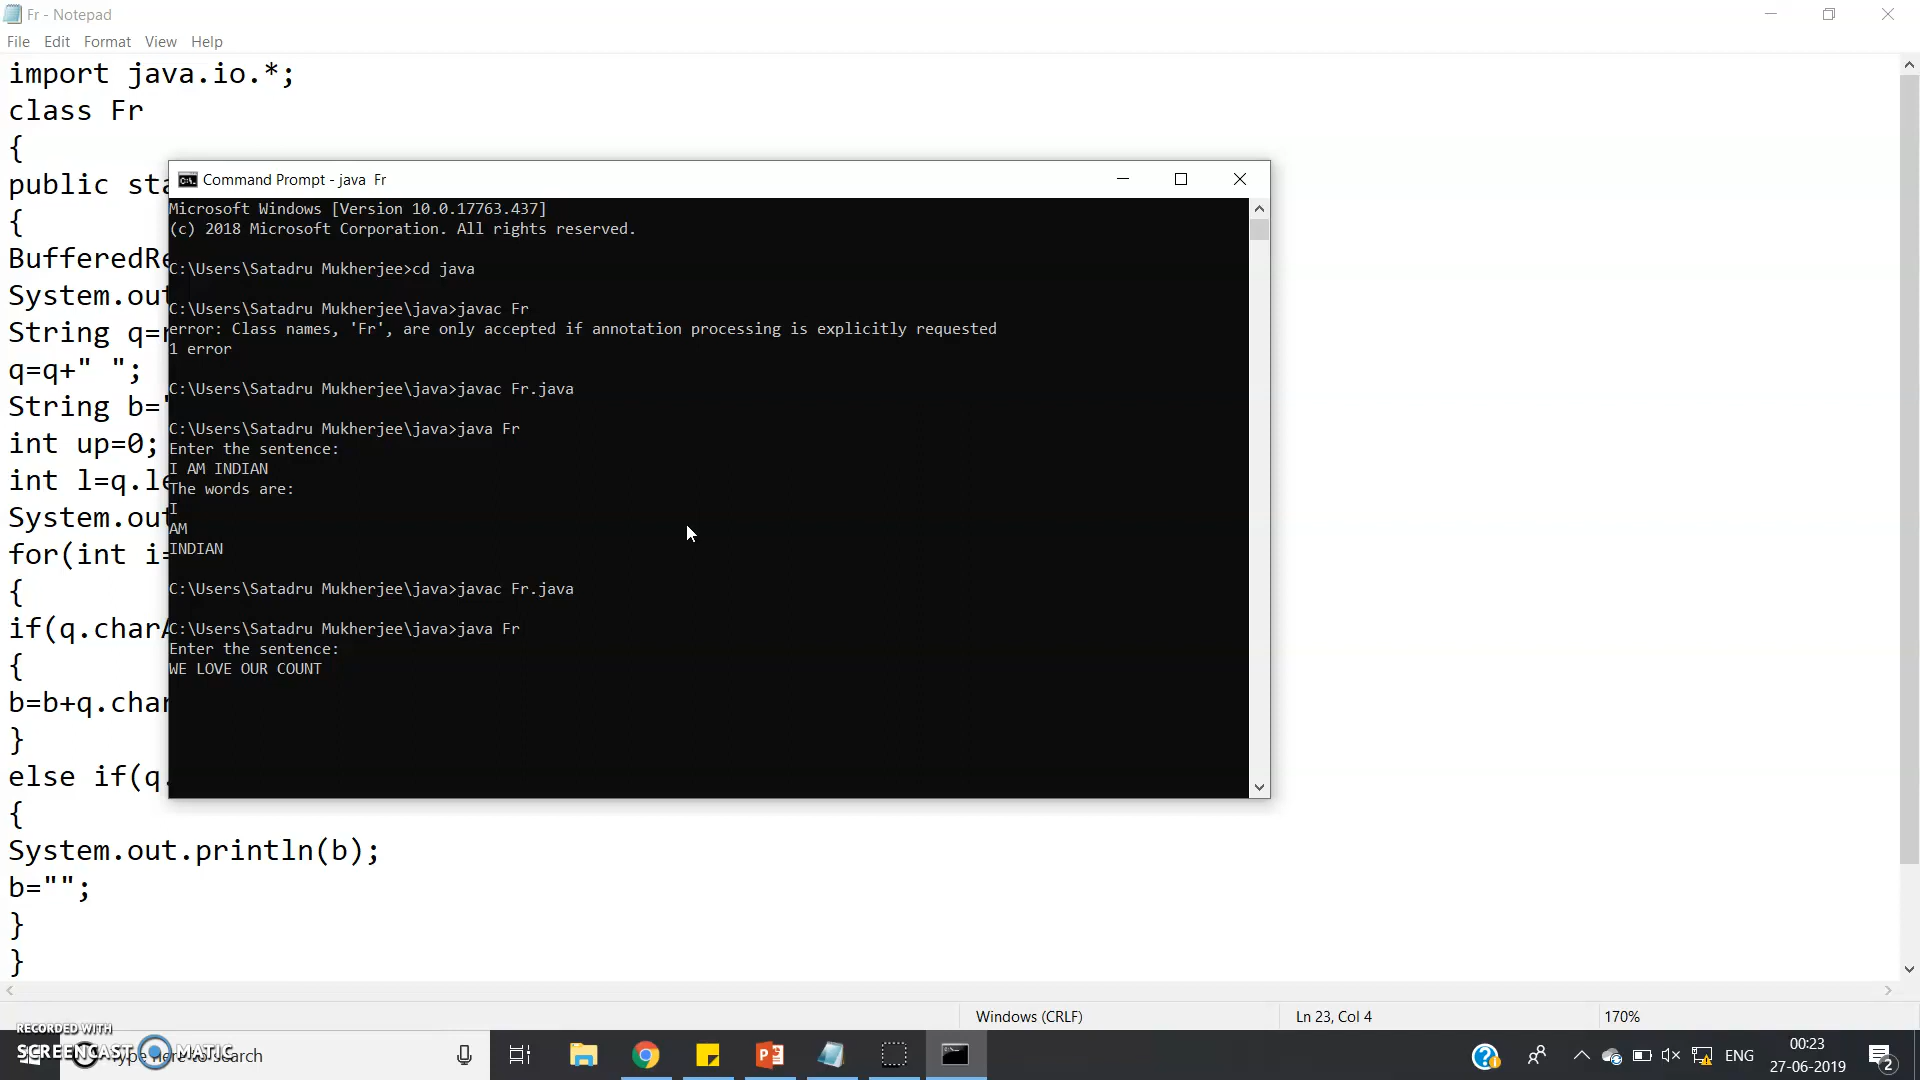 Fr - Notepad
File Edit Format View Help
import java.io.*;
class Fr
{
public sta
{
BufferedRe
System.out
String q=r
q=q+" ";
String b="
int up=0;
int l=q.le
System.out
for(int i=
{
if(q.charA
{
b=b+q.char
}
else if(q.
{
System.out.println(b);
b="";
}
}
Command Prompt - java Fr
Microsoft Windows [Version 10.0.17763.437]
(c) 2018 Microsoft Corporation. All rights reserved.
C:\Users\Satadru Mukherjee>cd java
C:\Users\Satadru Mukherjee\java>javac Fr
error: Class names, 'Fr', are only accepted if annotation processing is explicitly requested
1 error
C:\Users\Satadru Mukherjee\java>javac Fr.java
C:\Users\Satadru Mukherjee\java>java Fr
Enter the sentence:
I AM INDIAN
The words are:
I
AM
INDIAN
C:\Users\Satadru Mukherjee\java>javac Fr.java
C:\Users\Satadru Mukherjee\java>java Fr
Enter the sentence:
WE LOVE OUR COUNT
Windows (CRLF) Ln 23, Col 4 170%
RECORDED WITH
SCREENCAST MATIC
Type here to search
ENG
00:23
27-06-2019
2